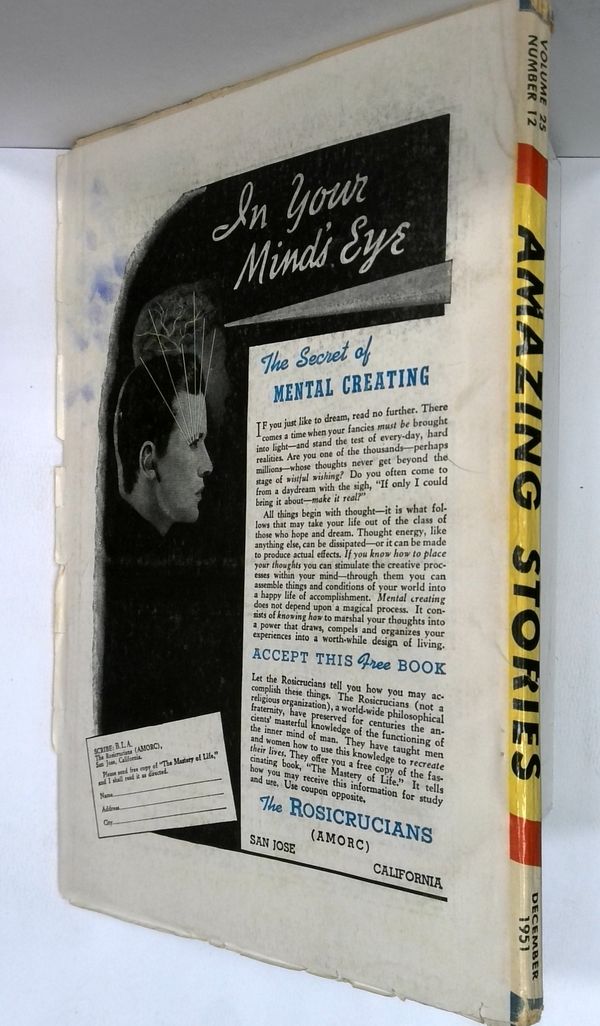 In Your
Mind's Eye
The Secret of
MENTAL CREATING
IF you just like to dream, read no further. There
comes a time when your fancies must be brought
into light—and stand the test of every-day, hard
realities. Are you one of the thousands—perhaps
millions—whose thoughts never get beyond the
stage of wistful wishing? Do you often come to
from a daydream with the sigh, "If only I could
bring it about—make it real?"
All things begin with thought—it is what fol-
lows that may take your life out of the class of
those who hope and dream. Thought energy, like
anything else, can be dissipated—or it can be made
to produce actual effects. If you know how to place
your thoughts you can stimulate the creative proc-
esses within your mind—through them you can
assemble things and conditions of your world into
a happy life of accomplishment. Mental creating
does not depend upon a magical process. It con-
sists of knowing how to marshal your thoughts into
a power that draws, compels and organizes your
experiences into a worth-while design of living.
ACCEPT THIS Free BOOK
Let the Rosicrucians tell you how you may ac-
complish these things. The Rosicrucians (not a
religious organization), a world-wide philosophical
fraternity, have preserved for centuries the an-
cients' masterful knowledge of the functioning of
the inner mind of man. They have taught men
and women how to use this knowledge to recreate
their lives. They offer you a free copy of the fas-
cinating book, "The Mastery of Life." It tells
how you may receive this information for study
and use. Use coupon opposite.
The ROSICRUCIANS
(AMORC)
SAN JOSE
CALIFORNIA
SCRIBE: B.L.A.
The Rosicrucians (AMORC),
San Jose, California.
Please send free copy of "The Mastery of Life,"
and I shall read it as directed.
Name
Address
City
VOLUME 25
NUMBER 12
AMAZING STORIES
DECEMBER
1951